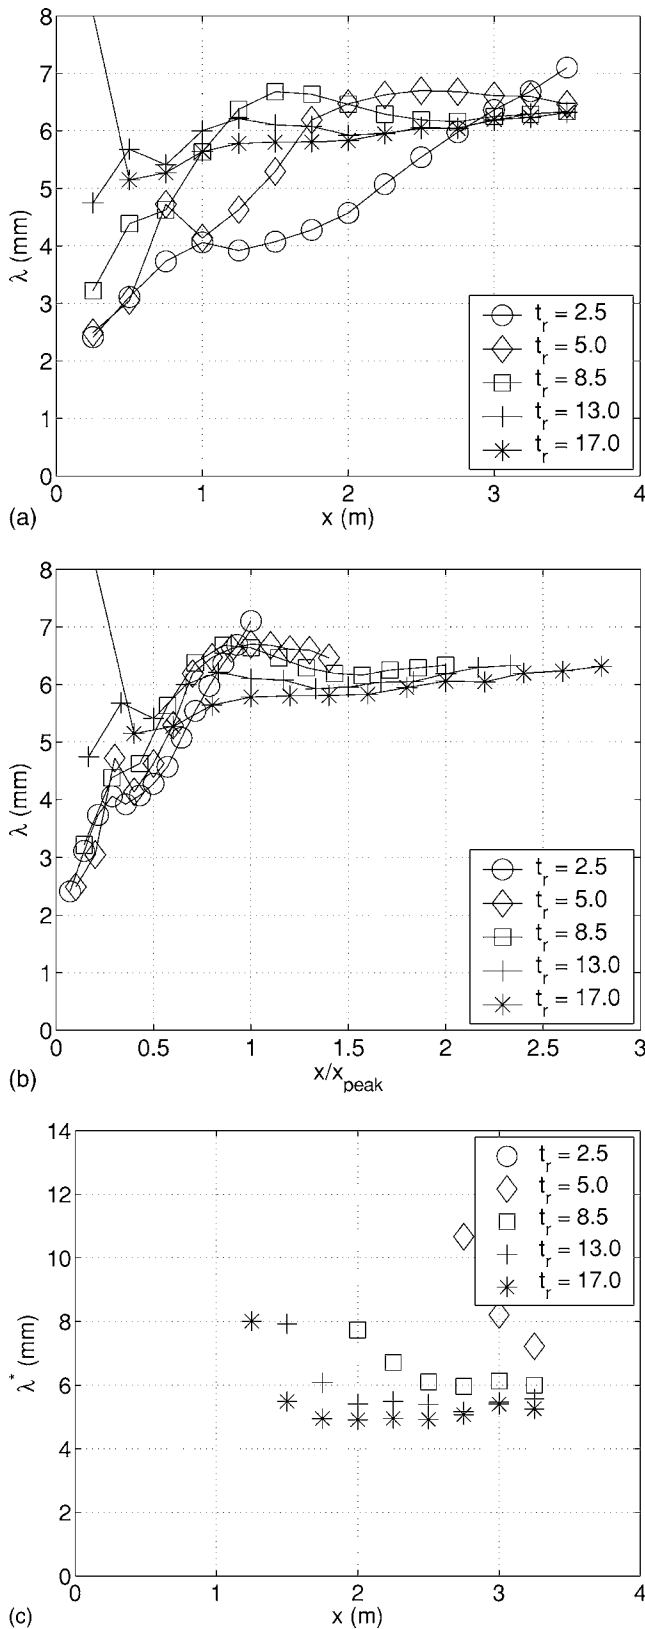 8
7
6
5
4
3
2
1
0
λ (mm)
t_r = 2.5
t_r = 5.0
t_r = 8.5
t_r = 13.0
t_r = 17.0
0 1 2 3 4
(a) x (m)
8
7
6
5
4
3
2
1
0
λ (mm)
t_r = 2.5
t_r = 5.0
t_r = 8.5
t_r = 13.0
t_r = 17.0
0 0.5 1 1.5 2 2.5 3
(b) x/x_peak
14
12
10
8
6
4
2
0
λ* (mm)
t_r = 2.5
t_r = 5.0
t_r = 8.5
t_r = 13.0
t_r = 17.0
0 1 2 3 4
(c) x (m)